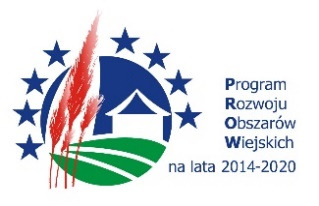 Program
Rozwoju
Obszarów
Wiejskich
na lata 2014-2020